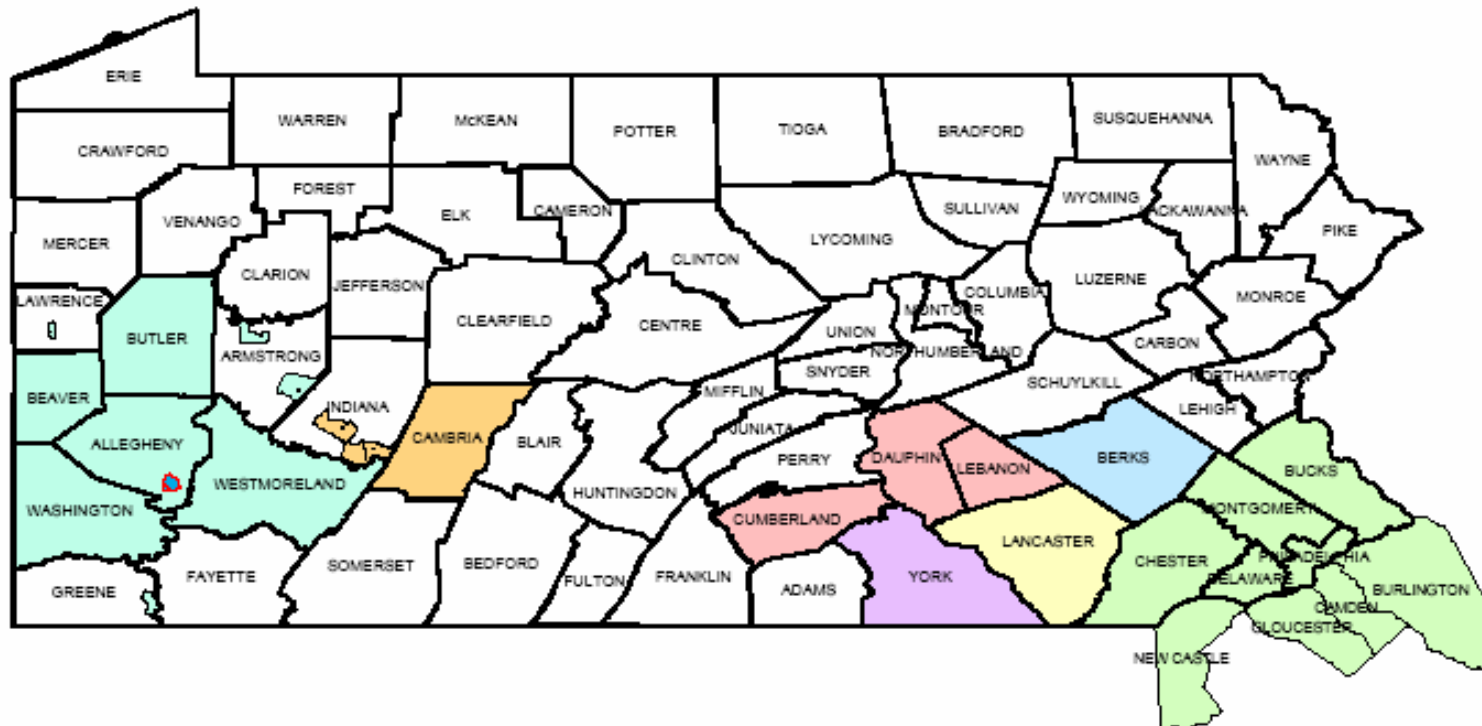 ERIE
WARREN
McKEAN
POTTER
TIOGA
BRADFORD
SUSQUEHANNA
CRAWFORD
WAYNE
FOREST
VENANGO
ELK
CAMERON
SULLIVAN
WYOMING
LACKAWANNA
MERCER
LYCOMING
PIKE
CLARION
CLINTON
JEFFERSON
LUZERNE
COLUMBIA
MONROE
LAWRENCE
MONTOUR
CLEARFIELD
CENTRE
BUTLER
UNION
CARBON
ARMSTRONG
NORTHUMBERLAND
SNYDER
NORTHAMPTON
SCHUYLKILL
MIFFLIN
BEAVER
INDIANA
LEHIGH
JUNIATA
ALLEGHENY
CAMBRIA
BLAIR
PERRY
DAUPHIN
LEBANON
BERKS
BUCKS
WESTMORELAND
HUNTINGDON
WASHINGTON
CUMBERLAND
MONTGOMERY
LANCASTER
PHILADELPHIA
CHESTER
SOMERSET
BEDFORD
FAYETTE
FULTON
FRANKLIN
YORK
DELAWARE
GREENE
ADAMS
BURLINGTON
CAMDEN
GLOUCESTER
NEW CASTLE